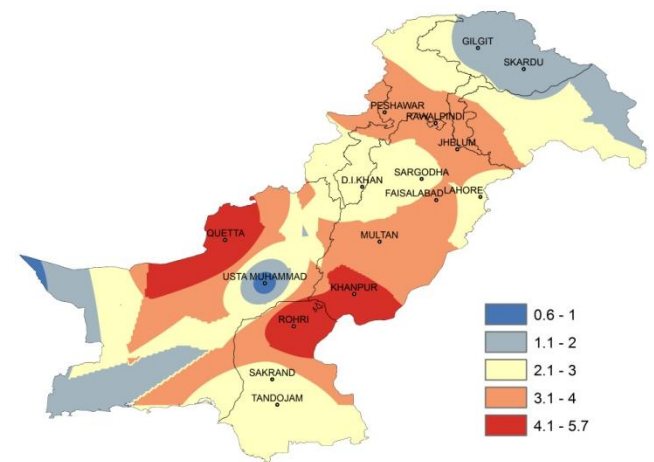 GILGIT
SKARDU
PESHAWAR
RAWALPINDI
JHELUM
SARGODHA
D.I.KHAN
FAISALABAD
LAHORE
QUETTA
MULTAN
USTA MUHAMMAD
KHANPUR
ROHRI
SAKRAND
TANDOJAM
0.6 - 1
1.1 - 2
2.1 - 3
3.1 - 4
4.1 - 5.7